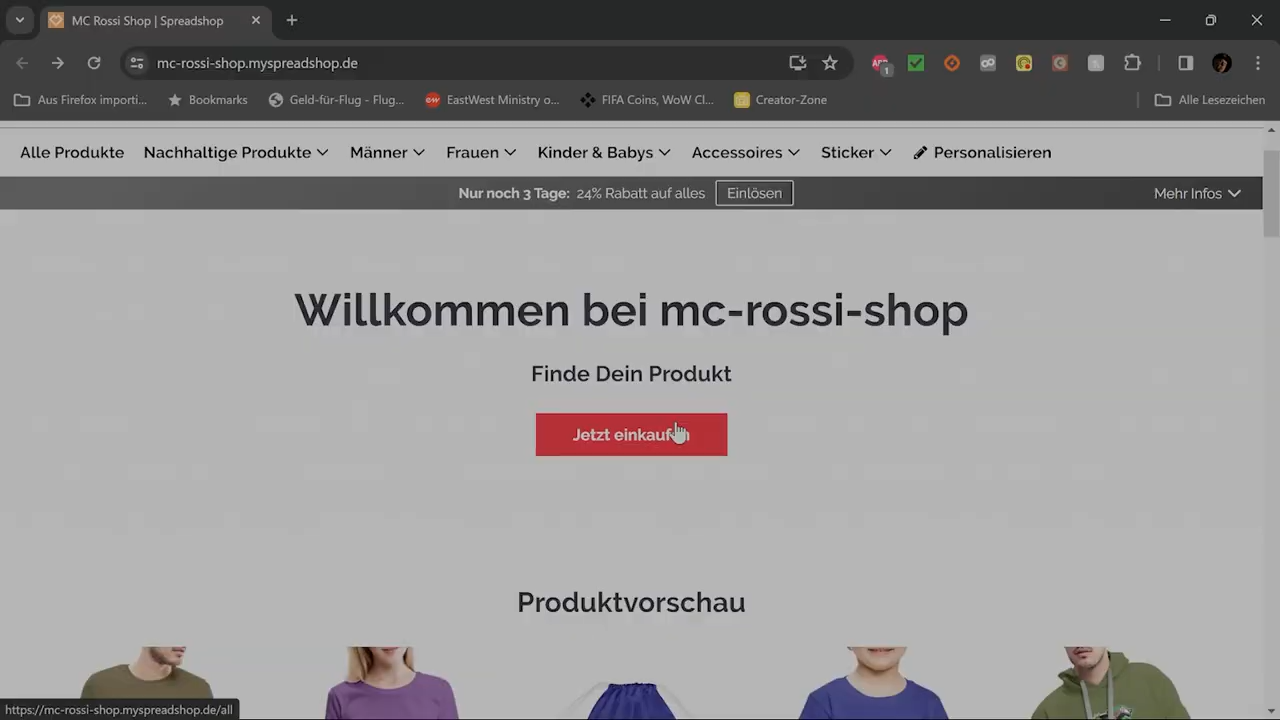 MC Rossi Shop | Spreadshop
mc-rossi-shop.myspreadshop.de
1
Aus Firefox importi...
Bookmarks
Geld-für-Flug - Flug...
EastWest Ministry o...
FIFA Coins, WoW Cl...
Creator-Zone
Alle Lesezeichen
Alle Produkte
Nachhaltige Produkte
Männer
Frauen
Kinder & Babys
Accessoires
Sticker
Personalisieren
Nur noch 3 Tage: 24% Rabatt auf alles
Einlösen
Mehr Infos
Willkommen bei mc-rossi-shop
Finde Dein Produkt
Jetzt einkaufen
Produktvorschau
https://mc-rossi-shop.myspreadshop.de/all